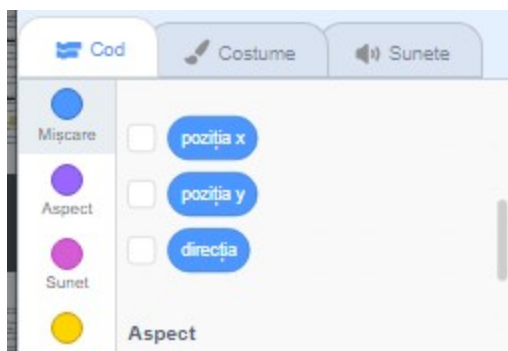 Cod
Costume
Sunete
Mișcare
poziția x
poziția y
Aspect
direcția
Sunet
Aspect